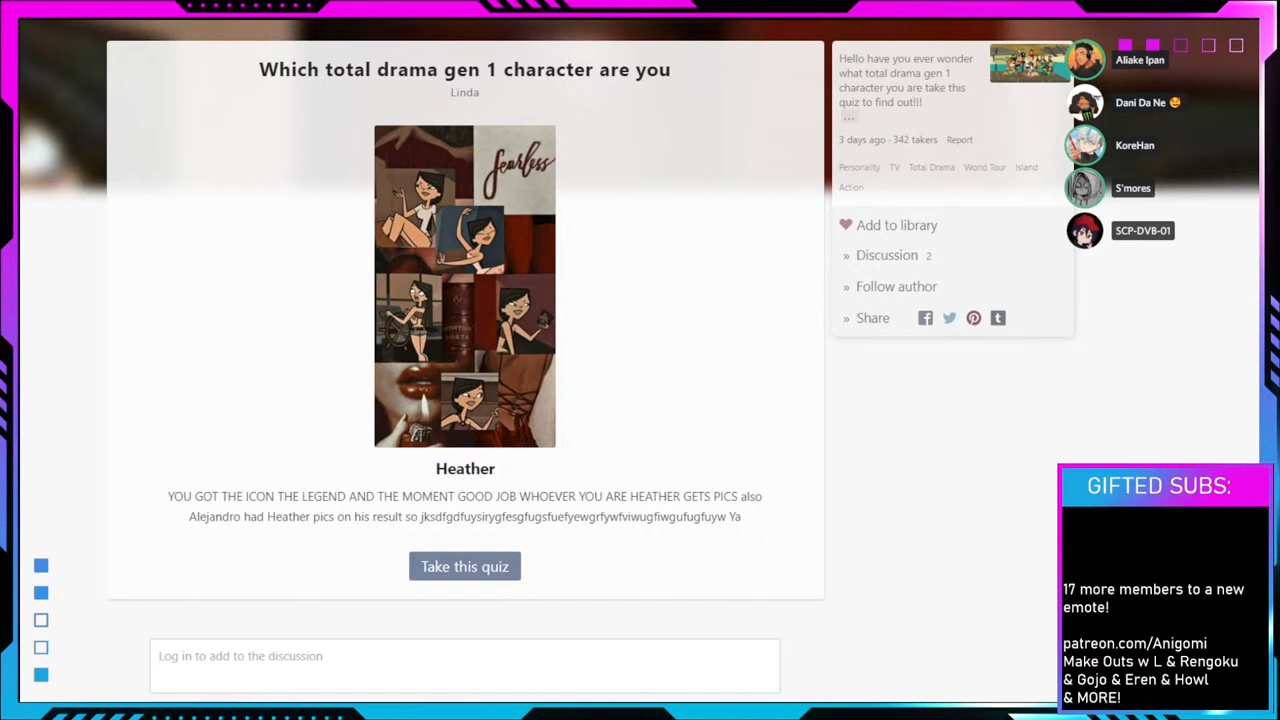 Which total drama gen 1 character are you
Linda
fearless
Heather
YOU GOT THE ICON THE LEGEND AND THE MOMENT GOOD JOB WHOEVER YOU ARE HEATHER GETS PICS also
Alejandro had Heather pics on his result so jksdfgdfuysirygfesgfugsfuefyewgrfywfviwugfiwgufugfuyw Ya
Take this quiz
Log in to add to the discussion
Hello have you ever wonder
what total drama gen 1
character you are take this
quiz to find out!!!
...
3 days ago · 342 takers Report
Personality TV Total Drama World Tour Island
Action
Add to library
» Discussion 2
» Follow author
» Share
Aliake Ipan
Dani Da Ne 🥰
KoreHan
S'mores
SCP-DVB-01
GIFTED SUBS:
17 more members to a new
emote!
patreon.com/Anigomi
Make Outs w L & Rengoku
& Gojo & Eren & Howl
& MORE!